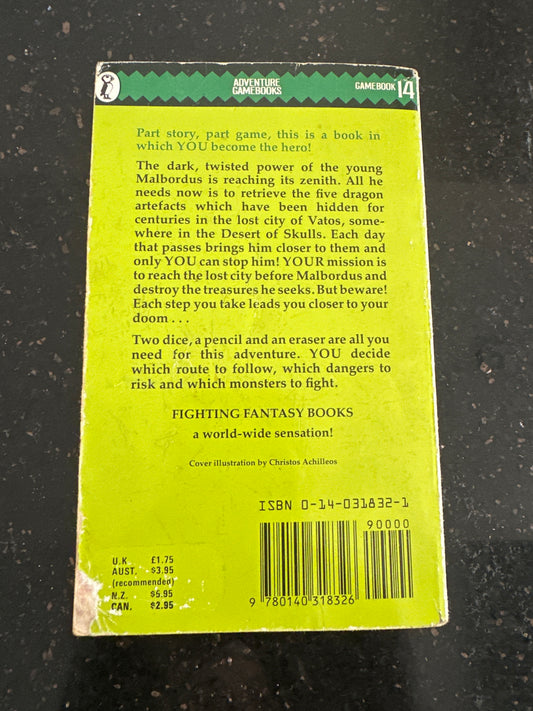 ADVENTURE
GAMEBOOKS
GAMEBOOK 14
Part story, part game, this is a book in
which YOU become the hero!
The dark, twisted power of the young
Malbordus is reaching its zenith. All he
needs now is to retrieve the five dragon
artefacts which have been hidden for
centuries in the lost city of Vatos, some-
where in the Desert of Skulls. Each day
that passes brings him closer to them and
only YOU can stop him! YOUR mission is
to reach the lost city before Malbordus and
destroy the treasures he seeks. But beware!
Each step you take leads you closer to your
doom . . .
Two dice, a pencil and an eraser are all you
need for this adventure. YOU decide
which route to follow, which dangers to
risk and which monsters to fight.
FIGHTING FANTASY BOOKS
a world-wide sensation!
Cover illustration by Christos Achilleos
ISBN 0-14-031832-1
90000
9 780140 318326
U.K £1.75
AUST. $3.95
(recommended)
N.Z. $5.95
CAN. $2.95